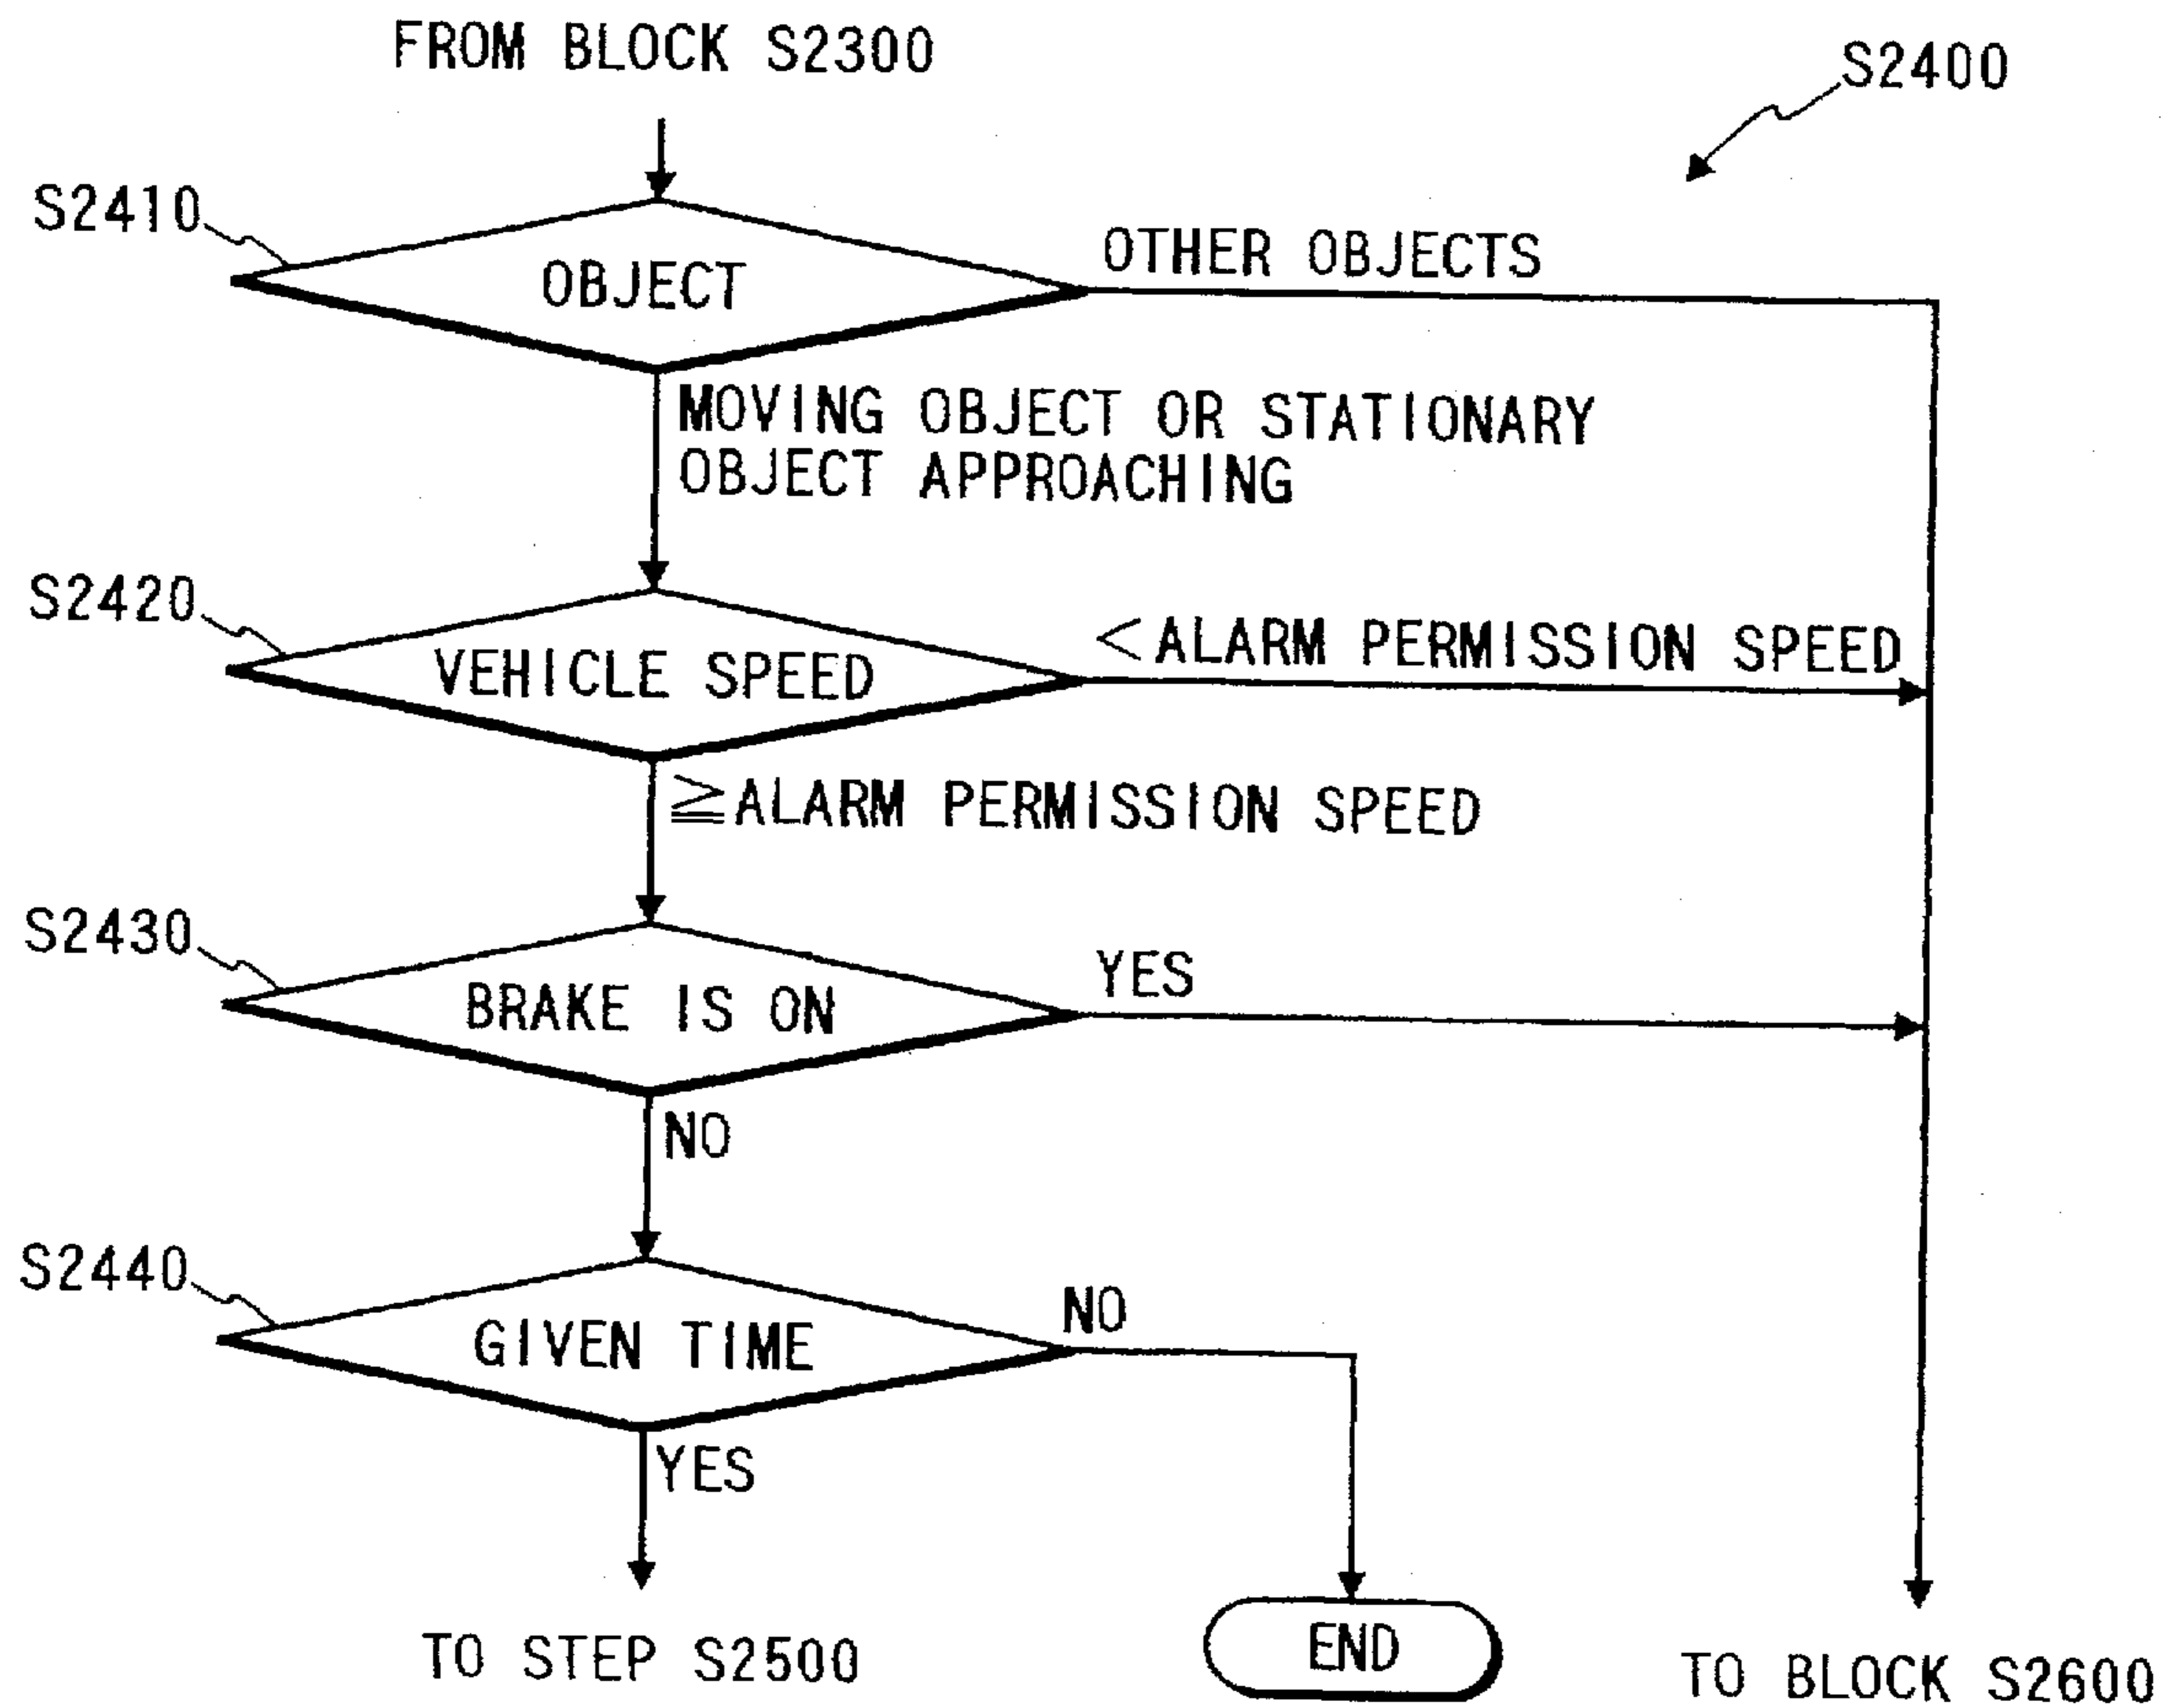 FROM BLOCK S2300
S2400
S2410
OBJECT
OTHER OBJECTS
MOVING OBJECT OR STATIONARY
OBJECT APPROACHING
S2420
VEHICLE SPEED
<ALARM PERMISSION SPEED
≧ALARM PERMISSION SPEED
S2430
BRAKE IS ON
YES
NO
S2440
GIVEN TIME
NO
YES
TO STEP S2500
END
TO BLOCK S2600